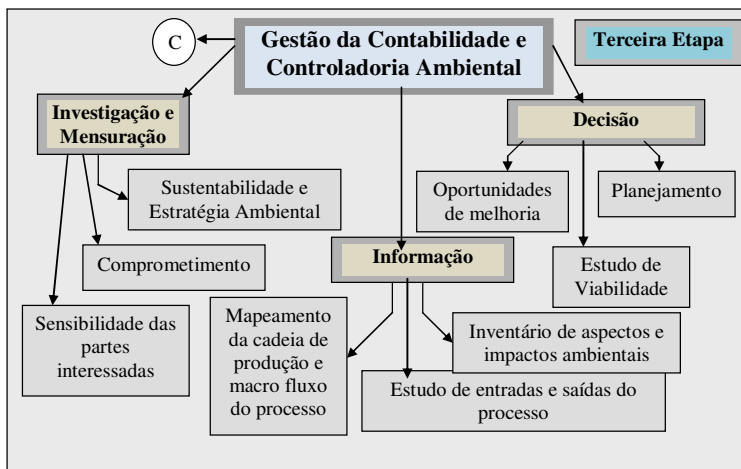 C
Gestão da Contabilidade e
Controladoria Ambiental
Terceira Etapa
Investigação e
Mensuração
Decisão
Sustentabilidade e
Estratégia Ambiental
Oportunidades
de melhoria
Planejamento
Comprometimento
Informação
Estudo de
Viabilidade
Sensibilidade das
partes
interessadas
Mapeamento
da cadeia de
produção e
macro fluxo
do processo
Inventário de aspectos e
impactos ambientais
Estudo de entradas e saídas do
processo